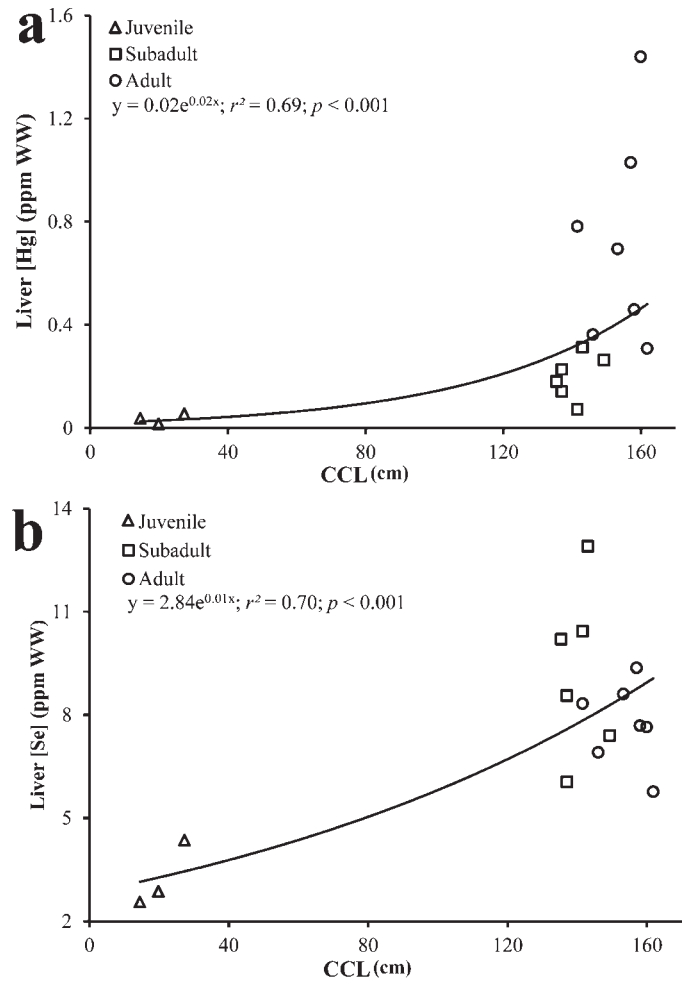 a
1.6
Juvenile
Subadult
Adult
y = 0.02e^0.02x; r² = 0.69; p < 0.001
1.2
0.8
0.4
0
Liver [Hg] (ppm WW)
0 40 80 120 160
CCL (cm)
b
14
Juvenile
Subadult
Adult
y = 2.84e^0.01x; r² = 0.70; p < 0.001
11
8
5
2
Liver [Se] (ppm WW)
0 40 80 120 160
CCL (cm)